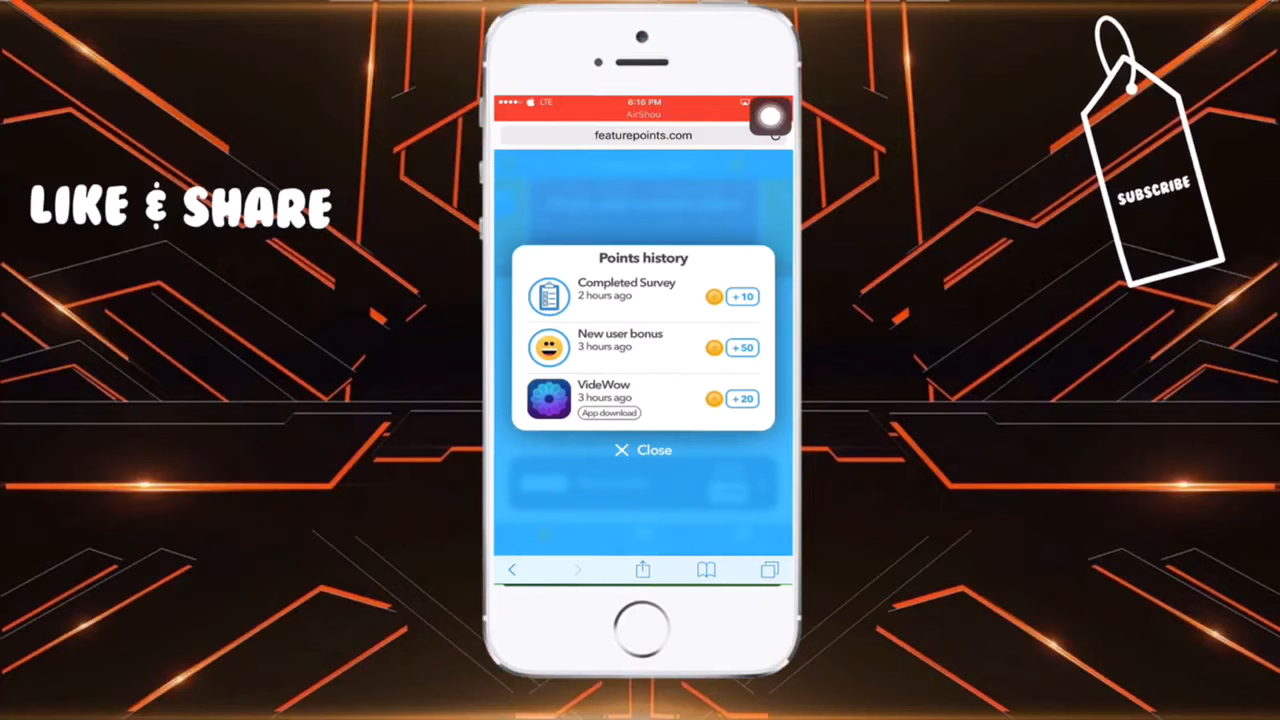 LTE
6:16 PM
AirShou
featurepoints.com
LIKE & SHARE
SUBSCRIBE
Points history
Completed Survey
2 hours ago
+10
New user bonus
3 hours ago
+50
VideWow
3 hours ago
App download
+20
Close